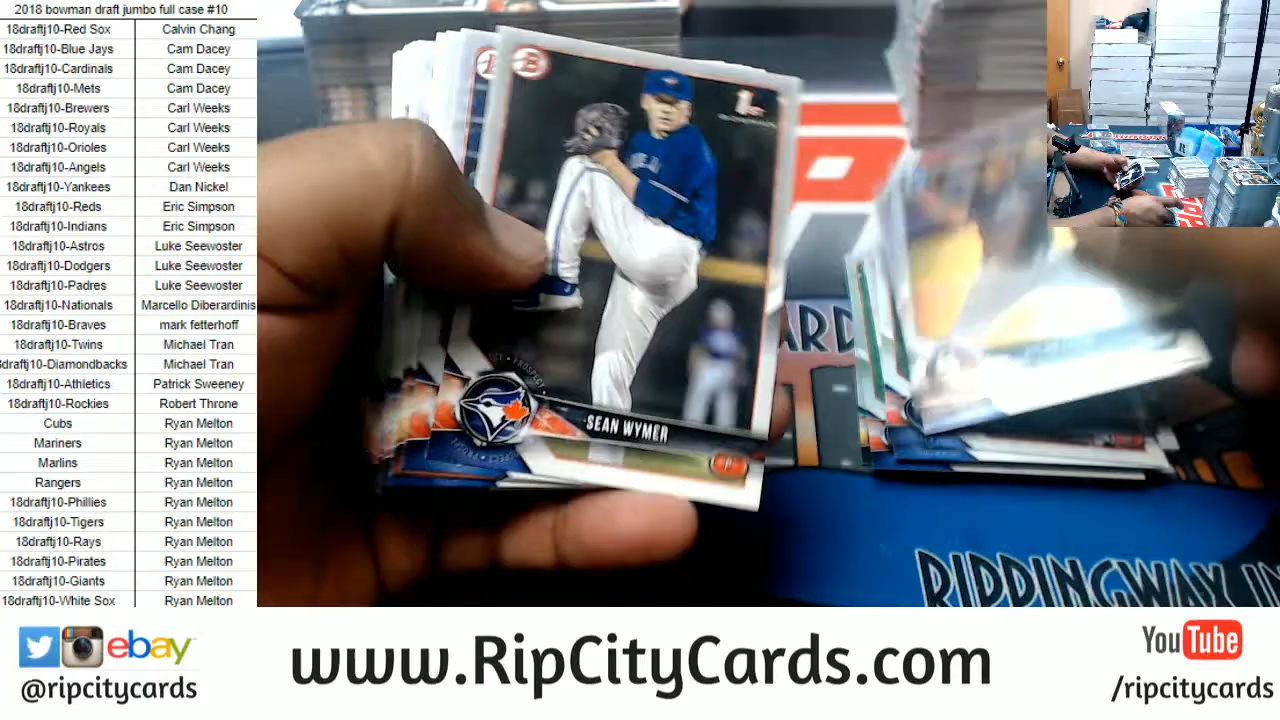 2018 bowman draft jumbo full case #10
18draftj10-Red Sox Calvin Chang
18draftj10-Blue Jays Cam Dacey
18draftj10-Cardinals Cam Dacey
18draftj10-Mets Cam Dacey
18draftj10-Brewers Carl Weeks
18draftj10-Royals Carl Weeks
18draftj10-Orioles Carl Weeks
18draftj10-Angels Carl Weeks
18draftj10-Yankees Dan Nickel
18draftj10-Reds Eric Simpson
18draftj10-Indians Eric Simpson
18draftj10-Astros Luke Seewoster
18draftj10-Dodgers Luke Seewoster
18draftj10-Padres Luke Seewoster
18draftj10-Nationals Marcello Diberardinis
18draftj10-Braves mark fetterhoff
18draftj10-Twins Michael Tran
draftj10-Diamondbacks Michael Tran
18draftj10-Athletics Patrick Sweeney
18draftj10-Rockies Robert Throne
Cubs Ryan Melton
Mariners Ryan Melton
Marlins Ryan Melton
Rangers Ryan Melton
18draftj10-Phillies Ryan Melton
18draftj10-Tigers Ryan Melton
18draftj10-Rays Ryan Melton
18draftj10-Pirates Ryan Melton
18draftj10-Giants Ryan Melton
18draftj10-White Sox Ryan Melton
B
1st
SEAN WYMER
P
ARD
RIPPINGWAX IN
ebay
@ripcitycards
www.RipCityCards.com
YouTube
/ripcitycards